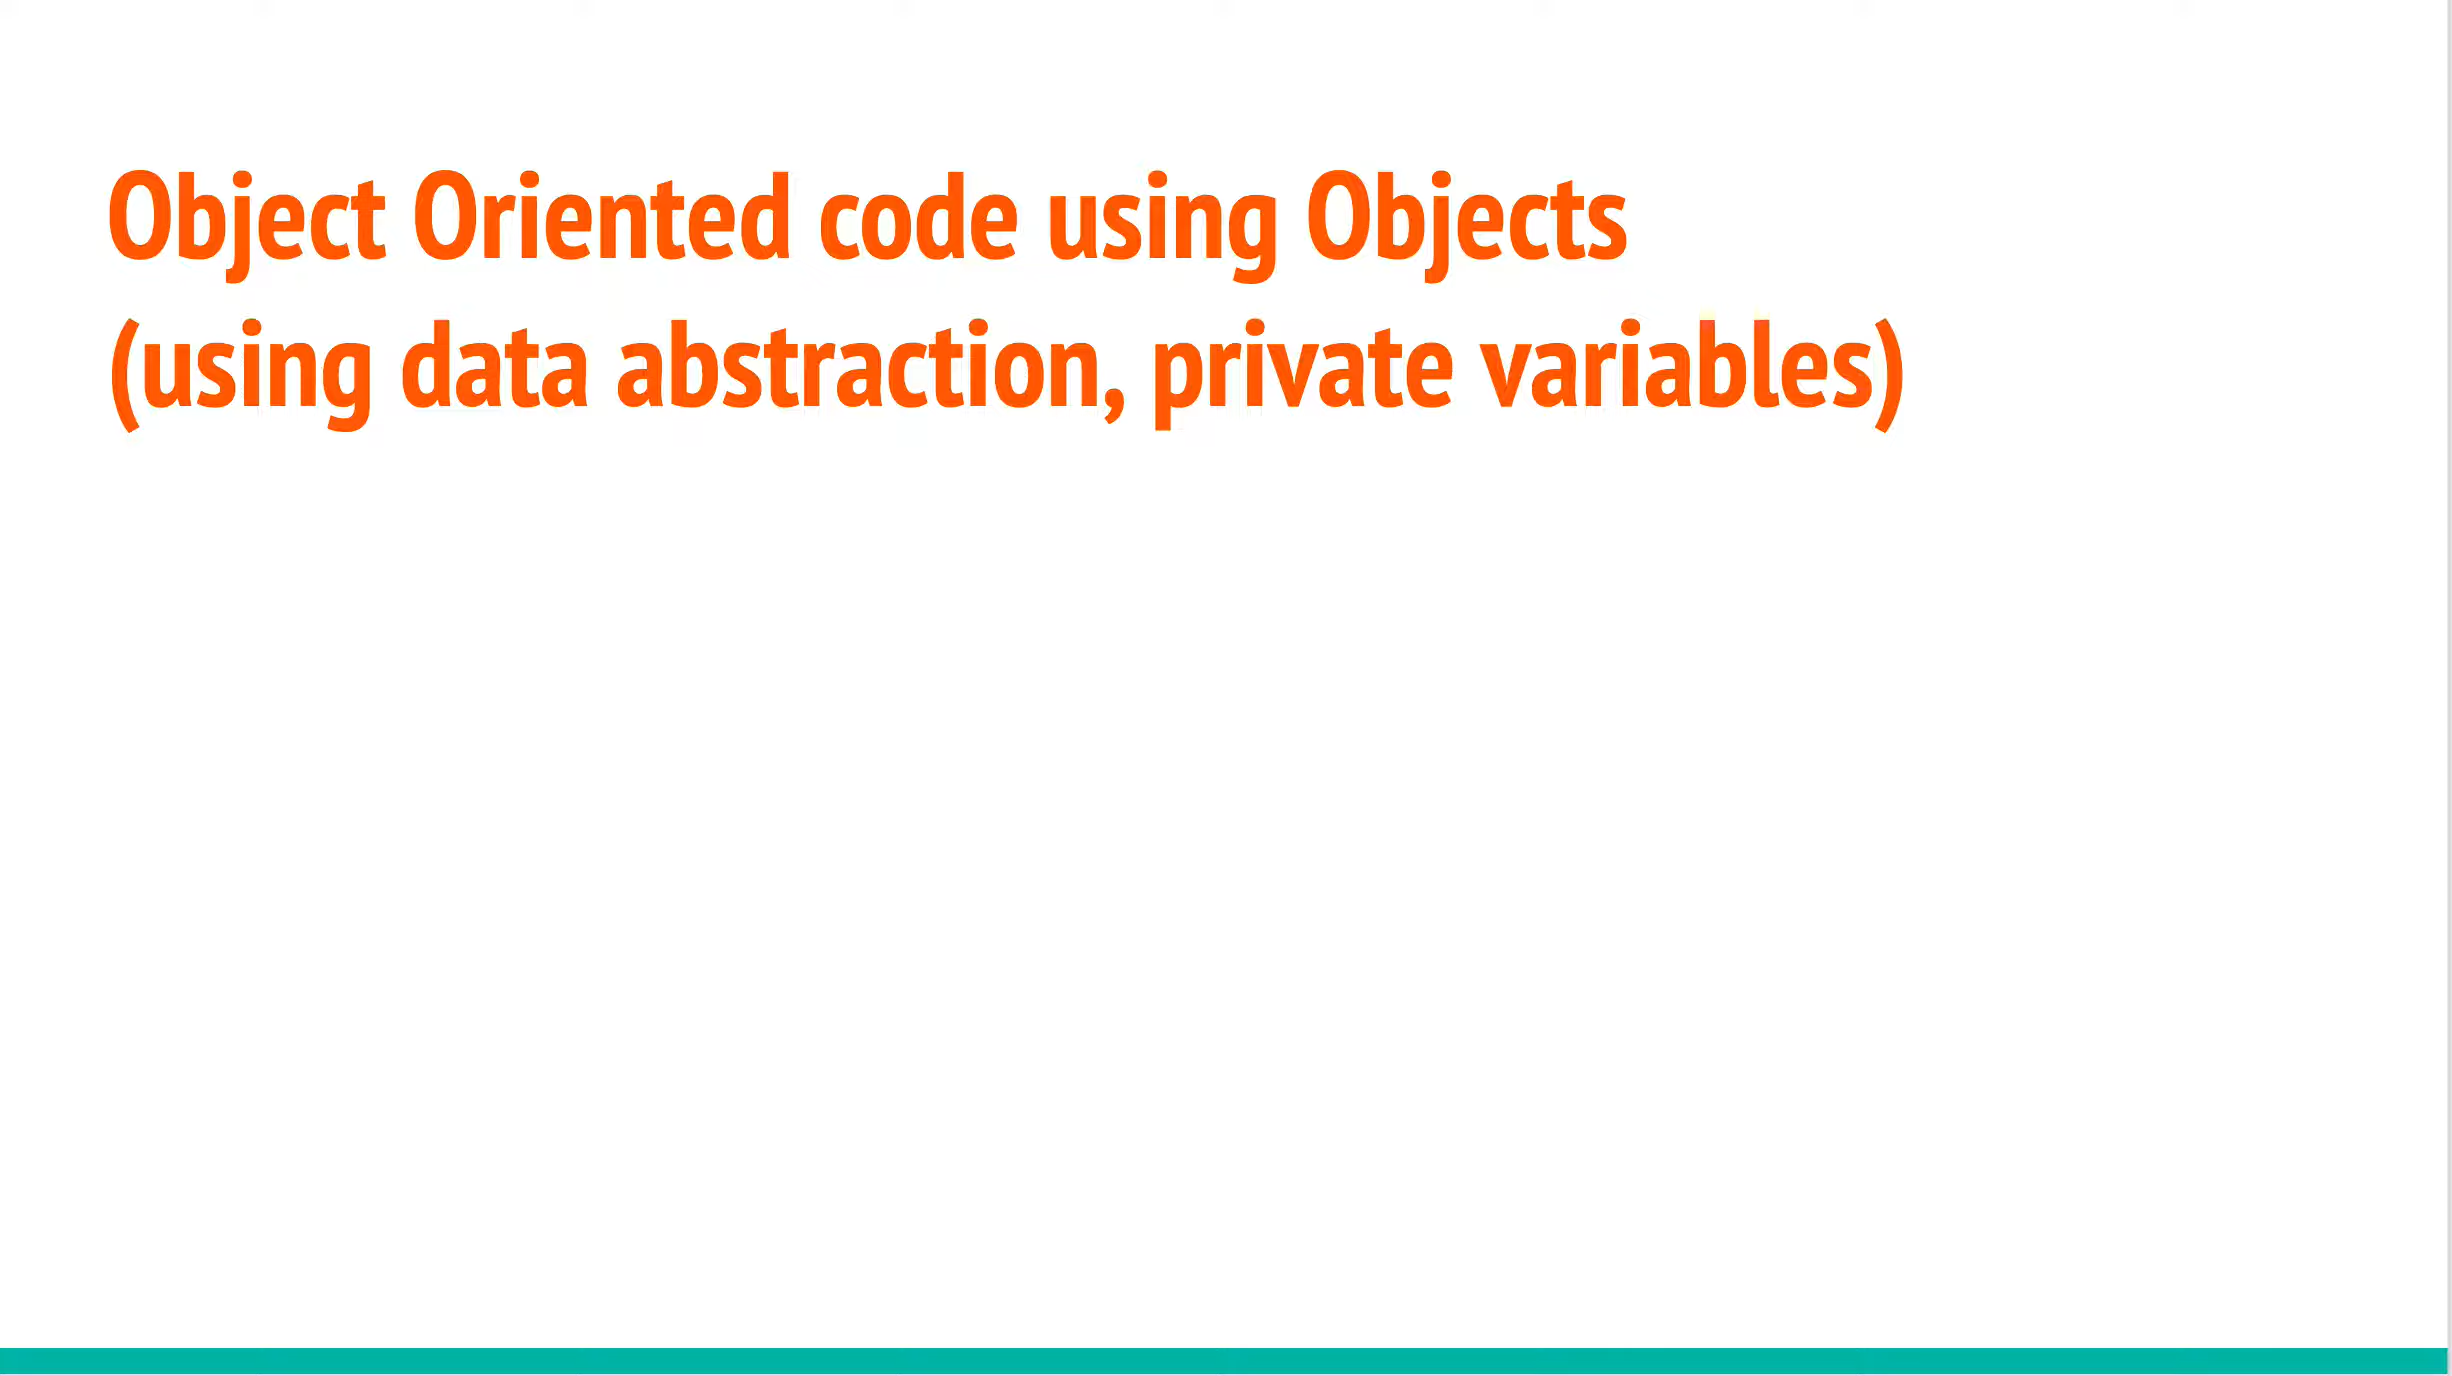 Object Oriented code using Objects
(using data abstraction, private variables)